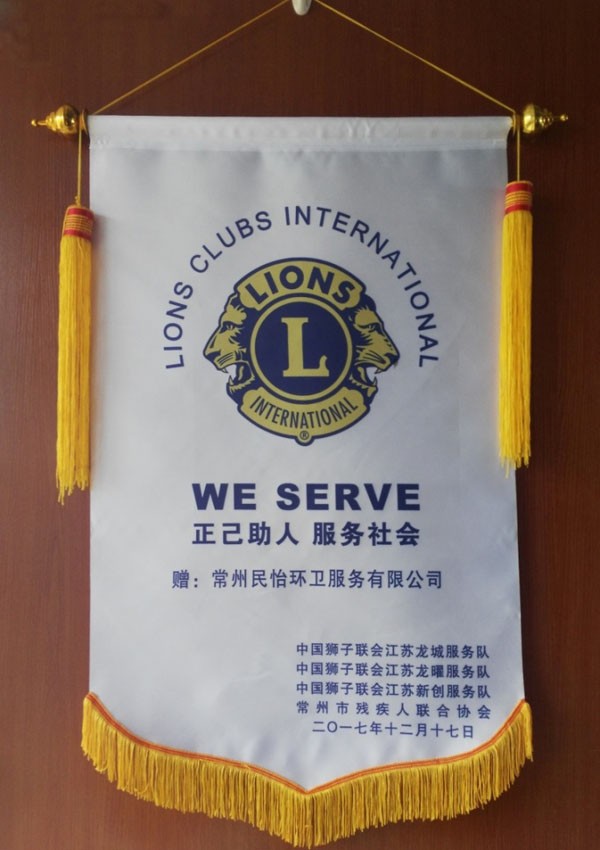 LIONS CLUBS INTERNATIONAL
LIONS
L
INTERNATIONAL
®
WE SERVE
正己助人 服务社会
赠：常州民怡环卫服务有限公司
中国狮子联会江苏龙城服务队
中国狮子联会江苏龙曜服务队
中国狮子联会江苏新创服务队
常州市残疾人联合协会
二〇一七年十二月十七日